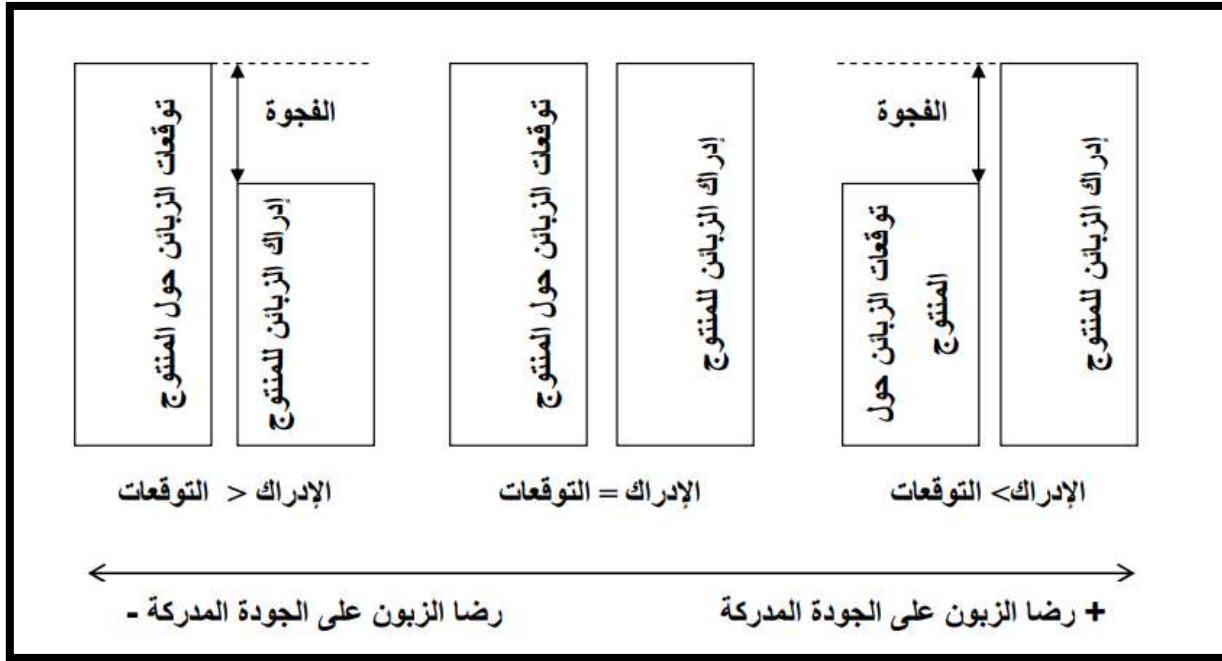 الفجوة
إدراك الزبائن للمنتوج
توقعات الزبائن حول
المنتوج
إدراك الزبائن للمنتوج
توقعات الزبائن حول المنتوج
الفجوة
إدراك الزبائن للمنتوج
توقعات الزبائن حول المنتوج
الإدراك< التوقعات
الإدراك = التوقعات
الإدراك > التوقعات
+ رضا الزبون على الجودة المدركة
رضا الزبون على الجودة المدركة -